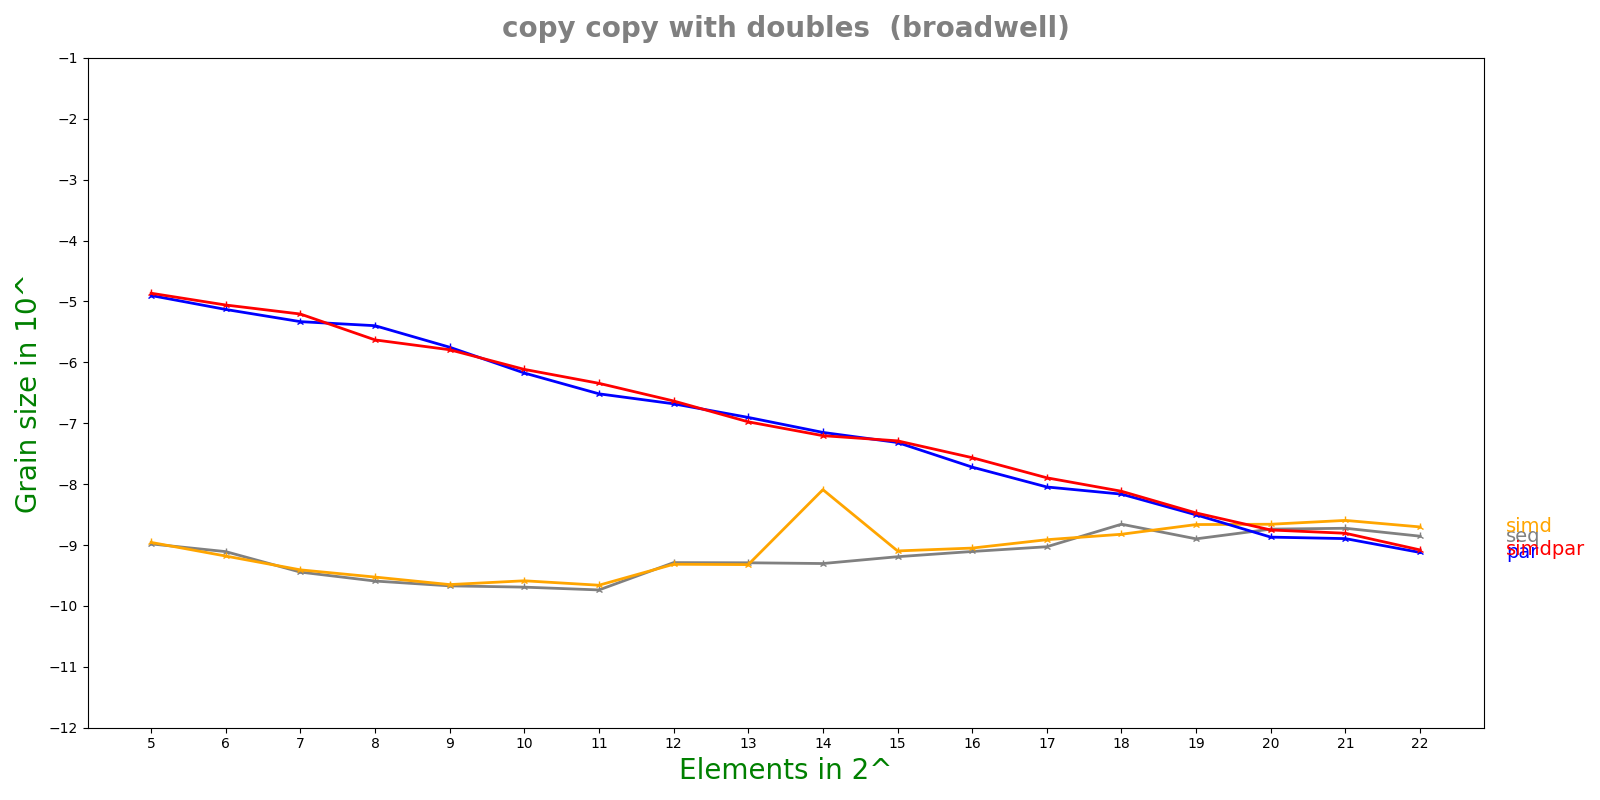 copy copy with doubles  (broadwell)
−1
−2
−3
−4
−5
−6
−7
−8
−9
−10
−11
−12
Grain size in 10^
5 6 7 8 9 10 11 12 13 14 15 16 17 18 19 20 21 22
Elements in 2^
simd
seq
simdpar
par